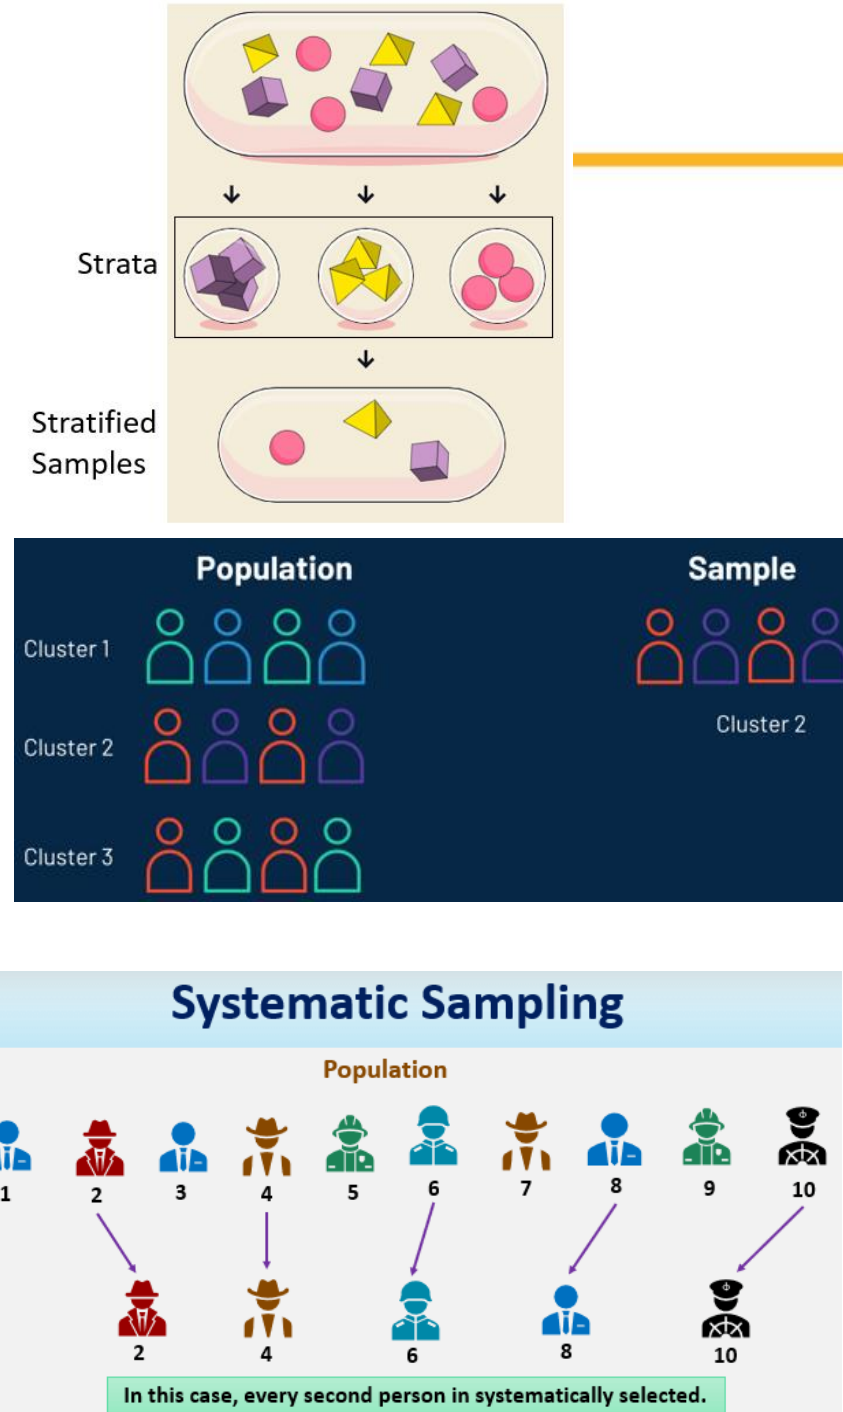 Strata
Stratified
Samples
Population
Sample
Cluster 1
Cluster 2
Cluster 2
Cluster 3
Systematic Sampling
Population
1 2 3 4 5 6 7 8 9 10
2 4 6 8 10
In this case, every second person in systematically selected.